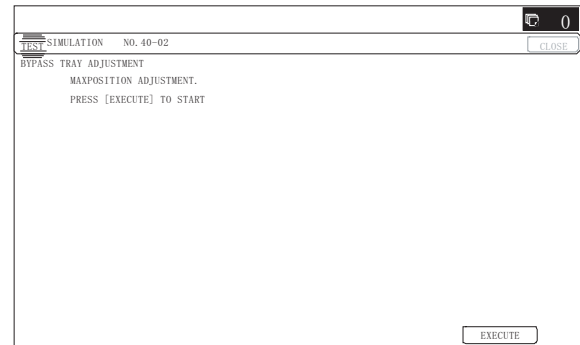 0
TEST SIMULATION NO. 40-02 CLOSE
BYPASS TRAY ADJUSTMENT
MAXPOSITION ADJUSTMENT.
PRESS [EXECUTE] TO START
EXECUTE